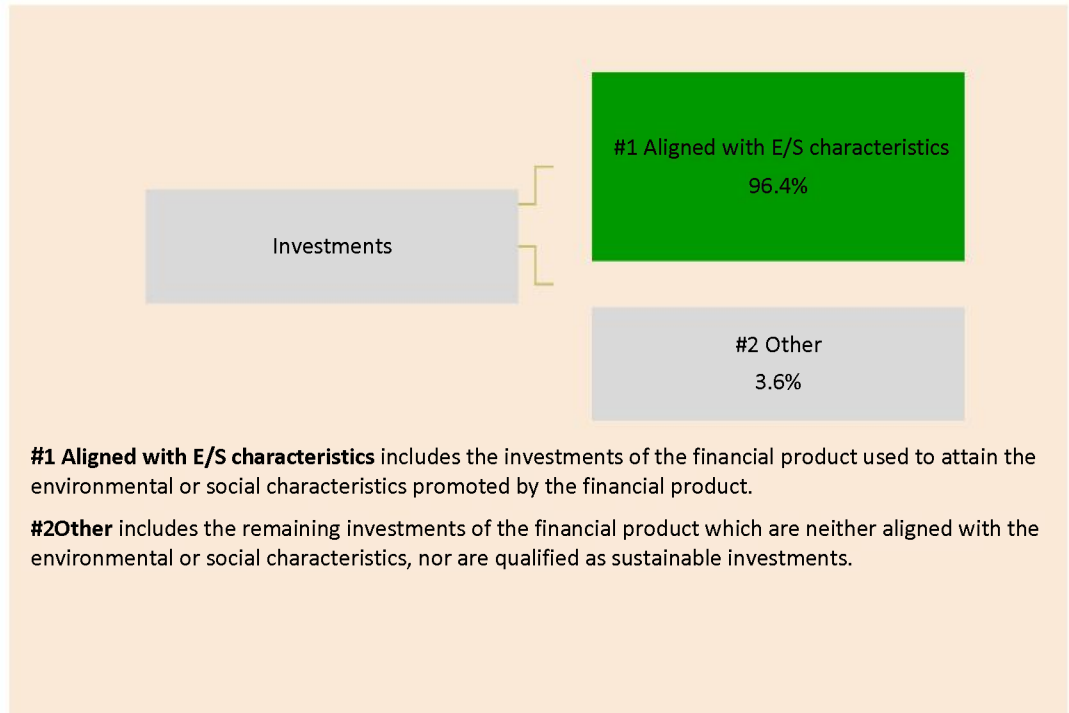 #1 Aligned with E/S characteristics
96.4%
Investments
#2 Other
3.6%
#1 Aligned with E/S characteristics includes the investments of the financial product used to attain the
environmental or social characteristics promoted by the financial product.
#2Other includes the remaining investments of the financial product which are neither aligned with the
environmental or social characteristics, nor are qualified as sustainable investments.